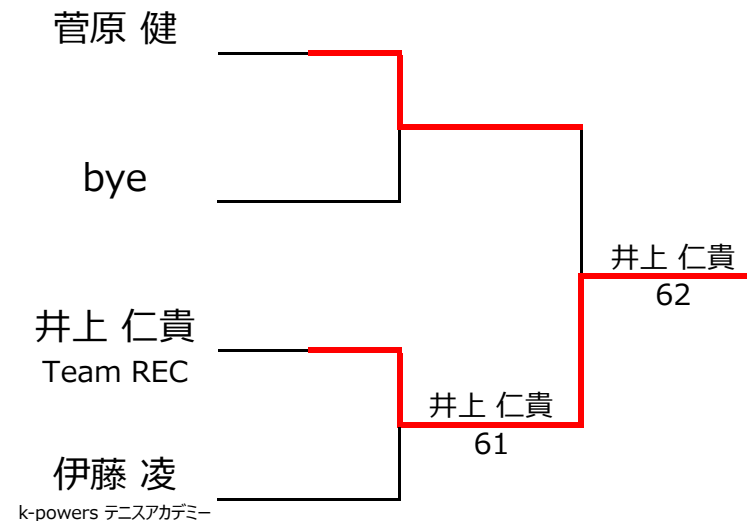 菅原 健
bye
井上 仁貴
Team REC
伊藤 凌
k-powers テニスアカデミー
井上 仁貴
61
井上 仁貴
62